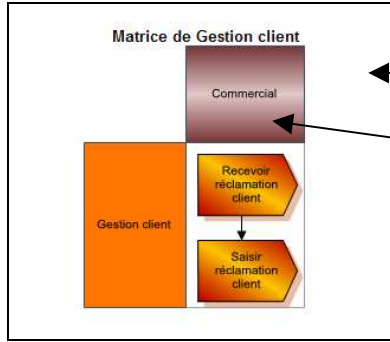 Matrice de Gestion client
Commercial
Gestion client
Recevoir
réclamation
client
Saisir
réclamation
client